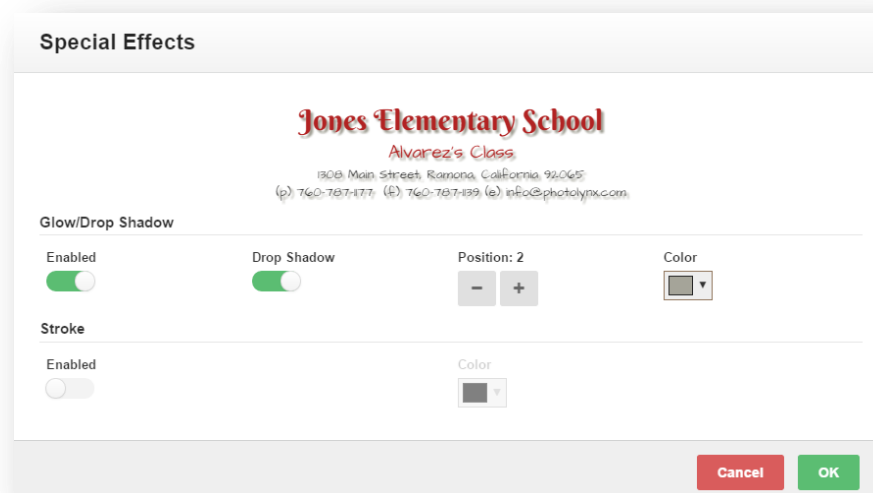 Special Effects
Jones Elementary School
Alvarez's Class
1308 Main Street, Ramona, California 92065
(p) 760-787-1177 (f) 760-787-1139 (e) info@photolynx.com
Glow/Drop Shadow
Enabled Drop Shadow Position: 2 Color
− +
Stroke
Enabled Color
Cancel OK